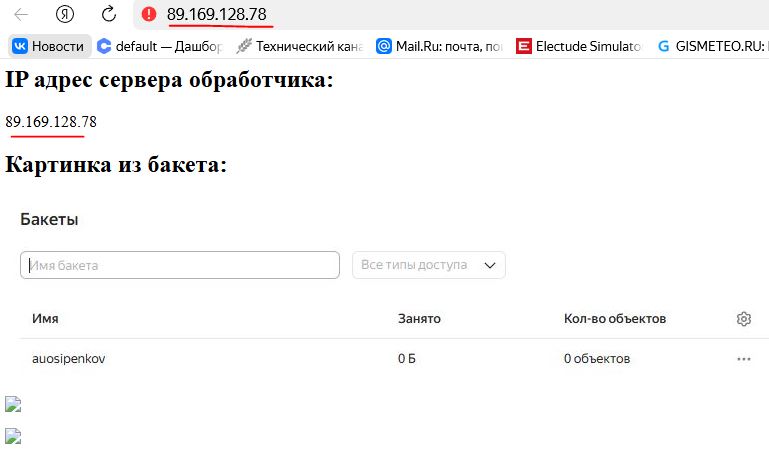 89.169.128.78
Новости default — Дашбор Технический кана Mail.Ru: почта, по Electude Simulato GISMETEO.RU:
IP адрес сервера обработчика:
89.169.128.78
Картинка из бакета:
Бакеты
Имя бакета Все типы доступа
Имя Занято Кол-во объектов
auosipenkov 0 Б 0 объектов